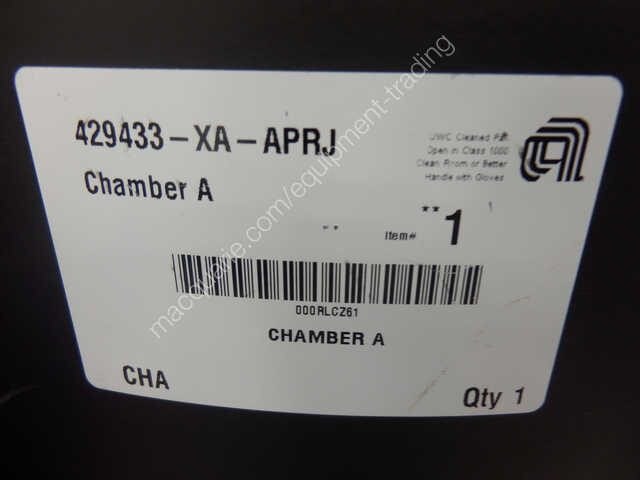 429433-XA-APRJ
Chamber A
UWC Cleaned Part
Open in Class 1000
Clean Room or Better
Handle with Gloves
Item# **1
000RLCZ61
CHAMBER A
CHA
Qty 1
macquarie.com/equipment-trading